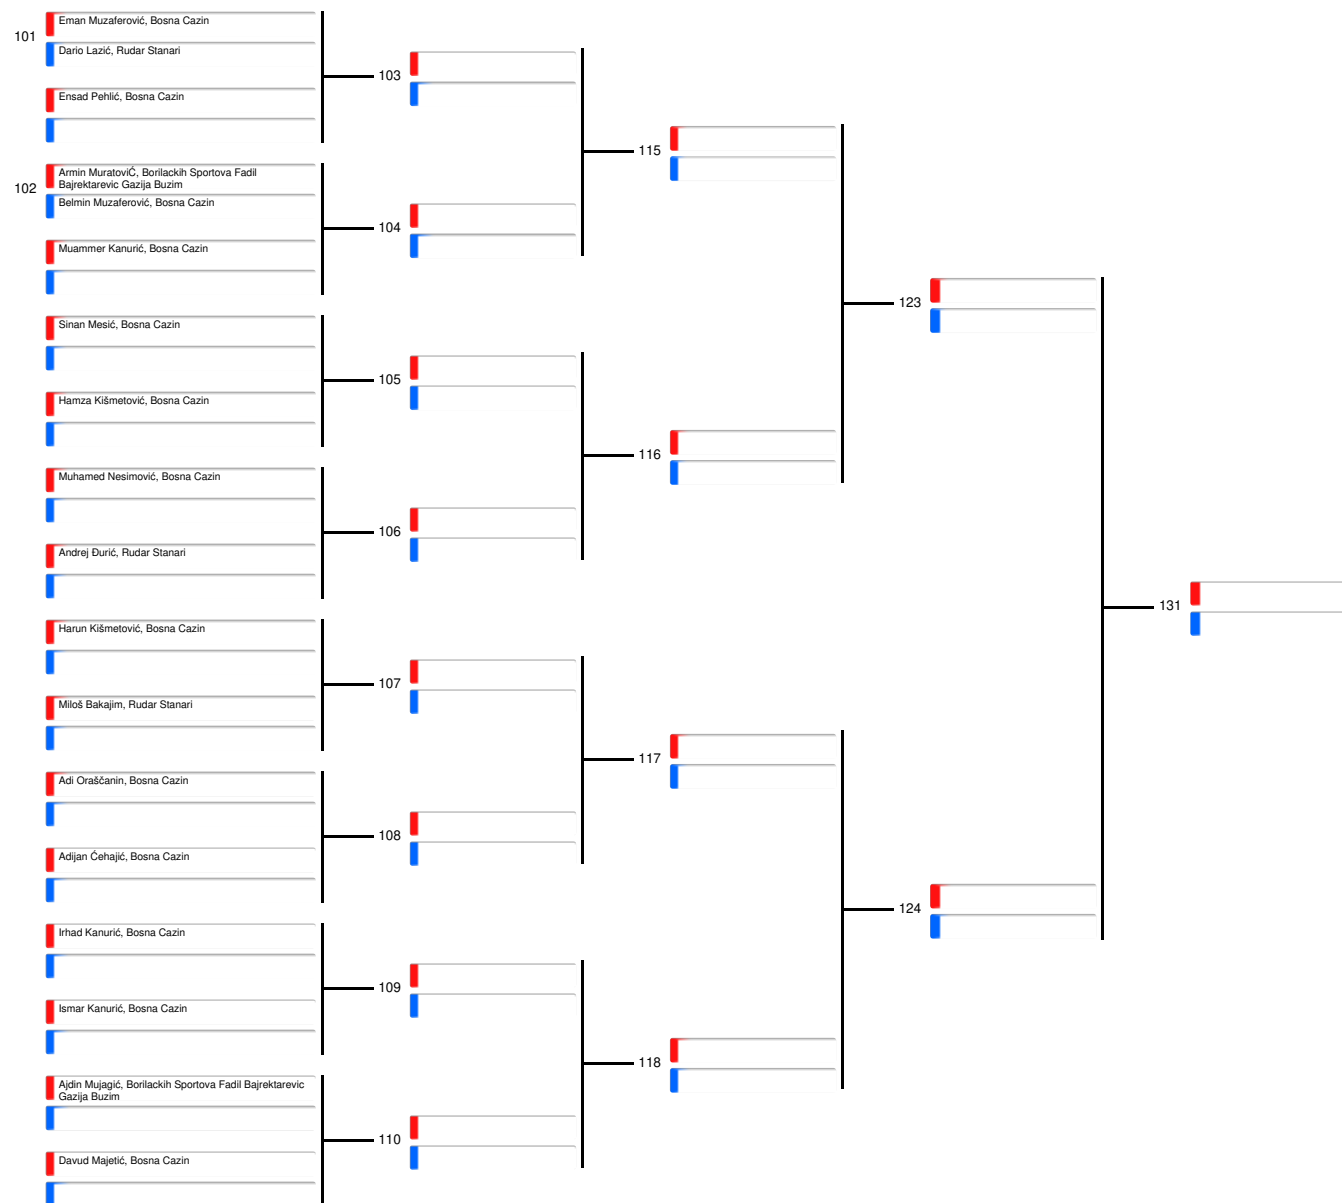 Eman Muzaferović, Bosna Cazin
101
Dario Lazić, Rudar Stanari
103
Ensad Pehlić, Bosna Cazin
115
Armin MuratoviĆ, Borilackih Sportova Fadil
Bajrektarevic Gazija Buzim
102
Belmin Muzaferović, Bosna Cazin
104
Muammer Kanurić, Bosna Cazin
123
Sinan Mesić, Bosna Cazin
105
Hamza Kišmetović, Bosna Cazin
116
Muhamed Nesimović, Bosna Cazin
106
Andrej Đurić, Rudar Stanari
131
Harun Kišmetović, Bosna Cazin
107
Miloš Bakajim, Rudar Stanari
117
Adi Oraščanin, Bosna Cazin
108
Adijan Ćehajić, Bosna Cazin
124
Irhad Kanurić, Bosna Cazin
109
Ismar Kanurić, Bosna Cazin
118
Ajdin Mujagić, Borilackih Sportova Fadil Bajrektarevic
Gazija Buzim
110
Davud Majetić, Bosna Cazin